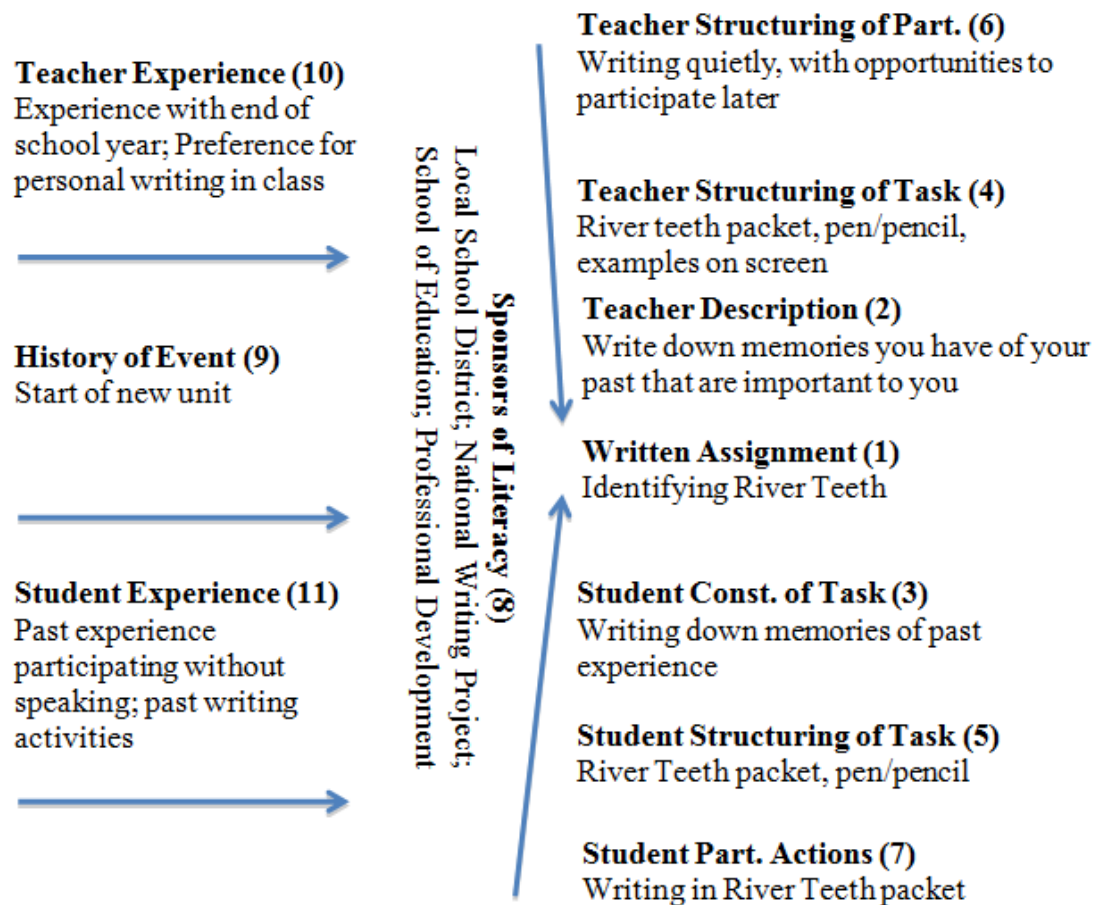 Teacher Experience (10)
Experience with end of
school year; Preference for
personal writing in class
History of Event (9)
Start of new unit
Student Experience (11)
Past experience
participating without
speaking; past writing
activities
Sponsors of Literacy (8)
Local School District; National Writing Project;
School of Education; Professional Development
Teacher Structuring of Part. (6)
Writing quietly, with opportunities to
participate later
Teacher Structuring of Task (4)
River teeth packet, pen/pencil,
examples on screen
Teacher Description (2)
Write down memories you have of your
past that are important to you
Written Assignment (1)
Identifying River Teeth
Student Const. of Task (3)
Writing down memories of past
experience
Student Structuring of Task (5)
River Teeth packet, pen/pencil
Student Part. Actions (7)
Writing in River Teeth packet